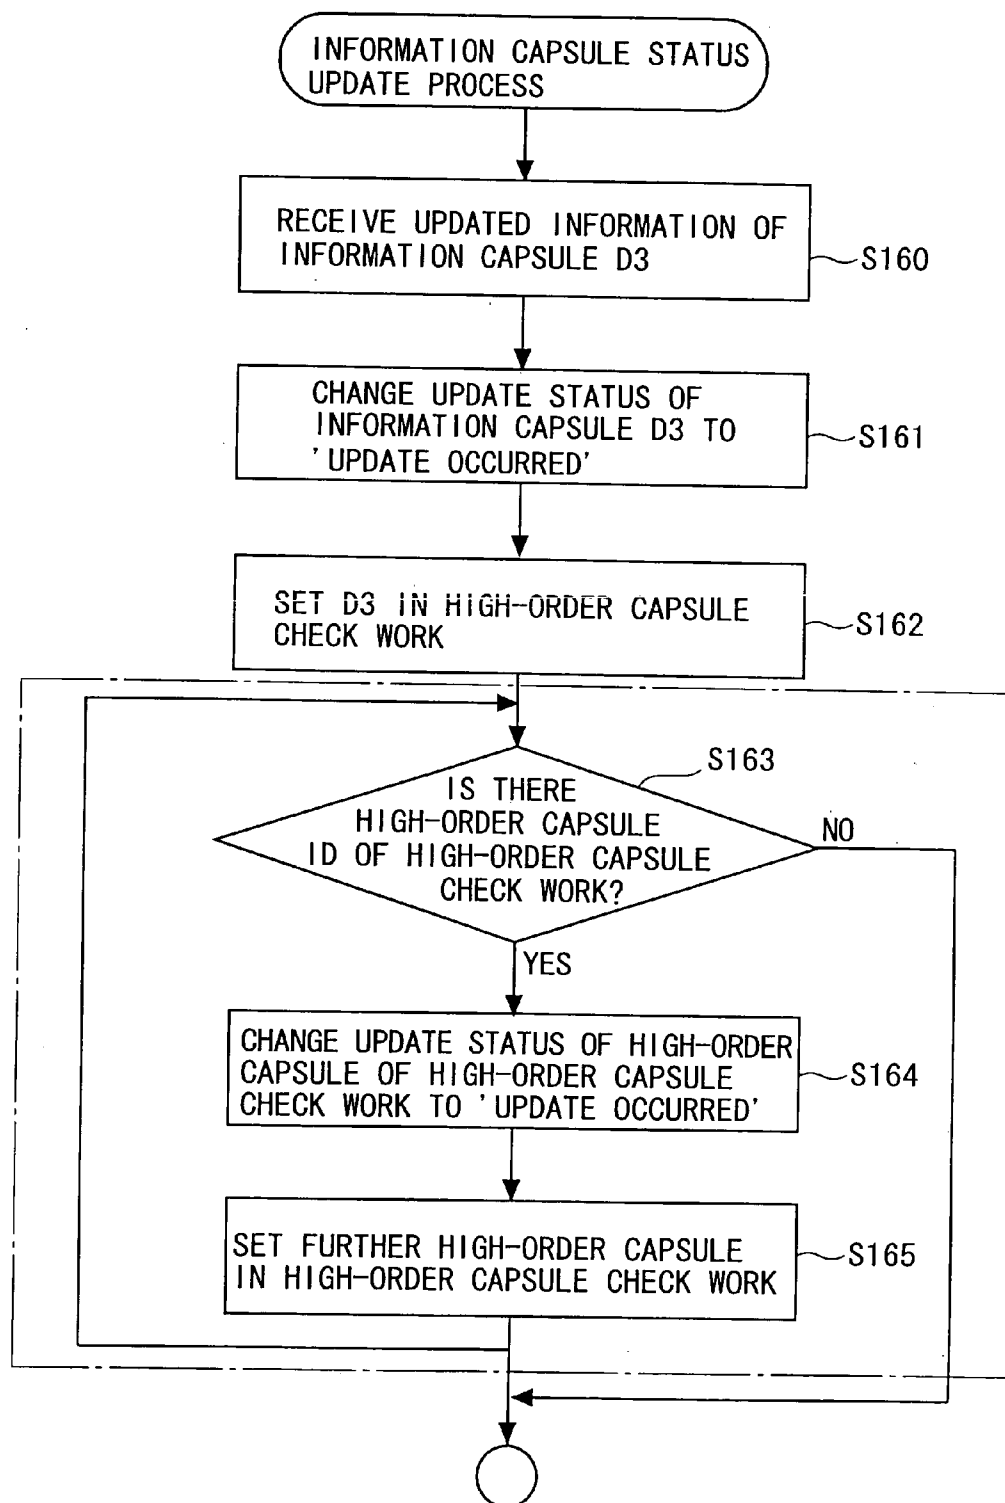 INFORMATION CAPSULE STATUS
UPDATE PROCESS
RECEIVE UPDATED INFORMATION OF
INFORMATION CAPSULE D3
S160
CHANGE UPDATE STATUS OF
INFORMATION CAPSULE D3 TO
'UPDATE OCCURRED'
S161
SET D3 IN HIGH-ORDER CAPSULE
CHECK WORK
S162
S163
IS THERE
HIGH-ORDER CAPSULE
ID OF HIGH-ORDER CAPSULE
CHECK WORK?
NO
YES
CHANGE UPDATE STATUS OF HIGH-ORDER
CAPSULE OF HIGH-ORDER CAPSULE
CHECK WORK TO 'UPDATE OCCURRED'
S164
SET FURTHER HIGH-ORDER CAPSULE
IN HIGH-ORDER CAPSULE CHECK WORK
S165